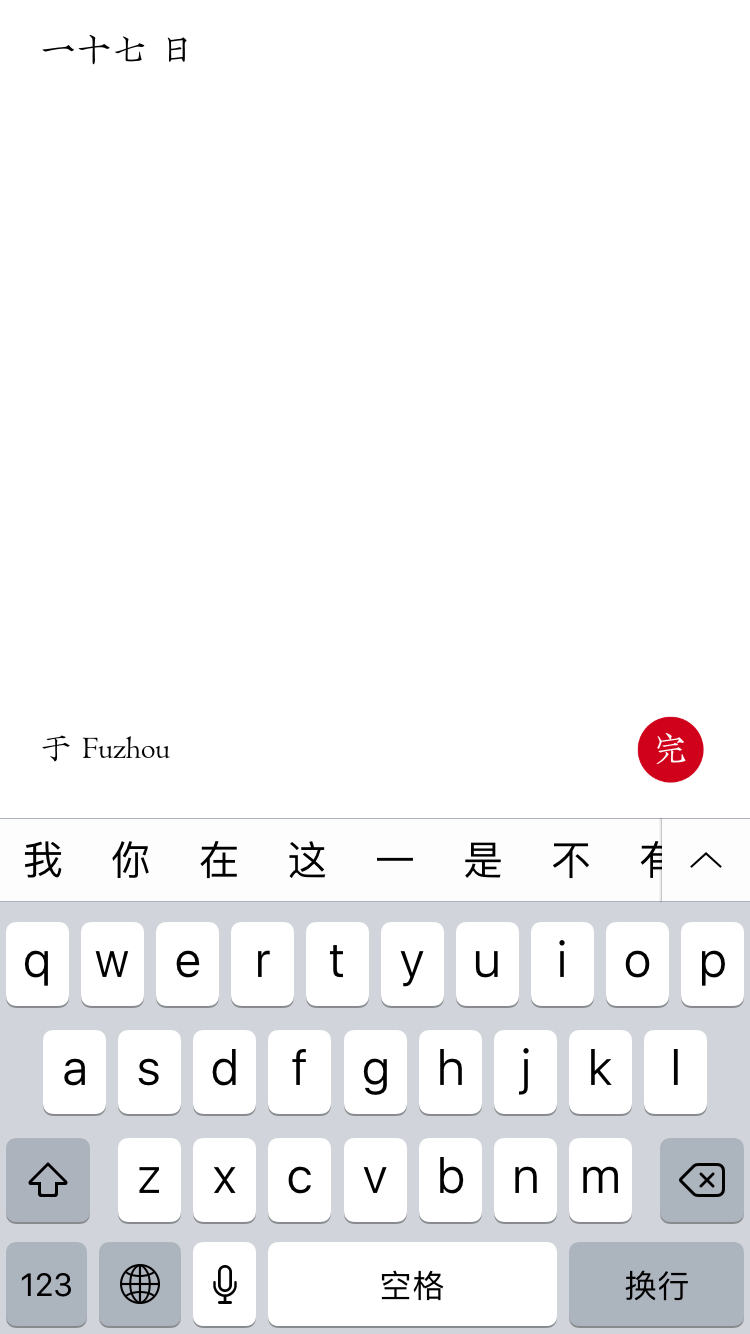 一十七 日
于 Fuzhou
完
我 你 在 这 一 是 不 有
q w e r t y u i o p
a s d f g h j k l
z x c v b n m
123 空格 换行